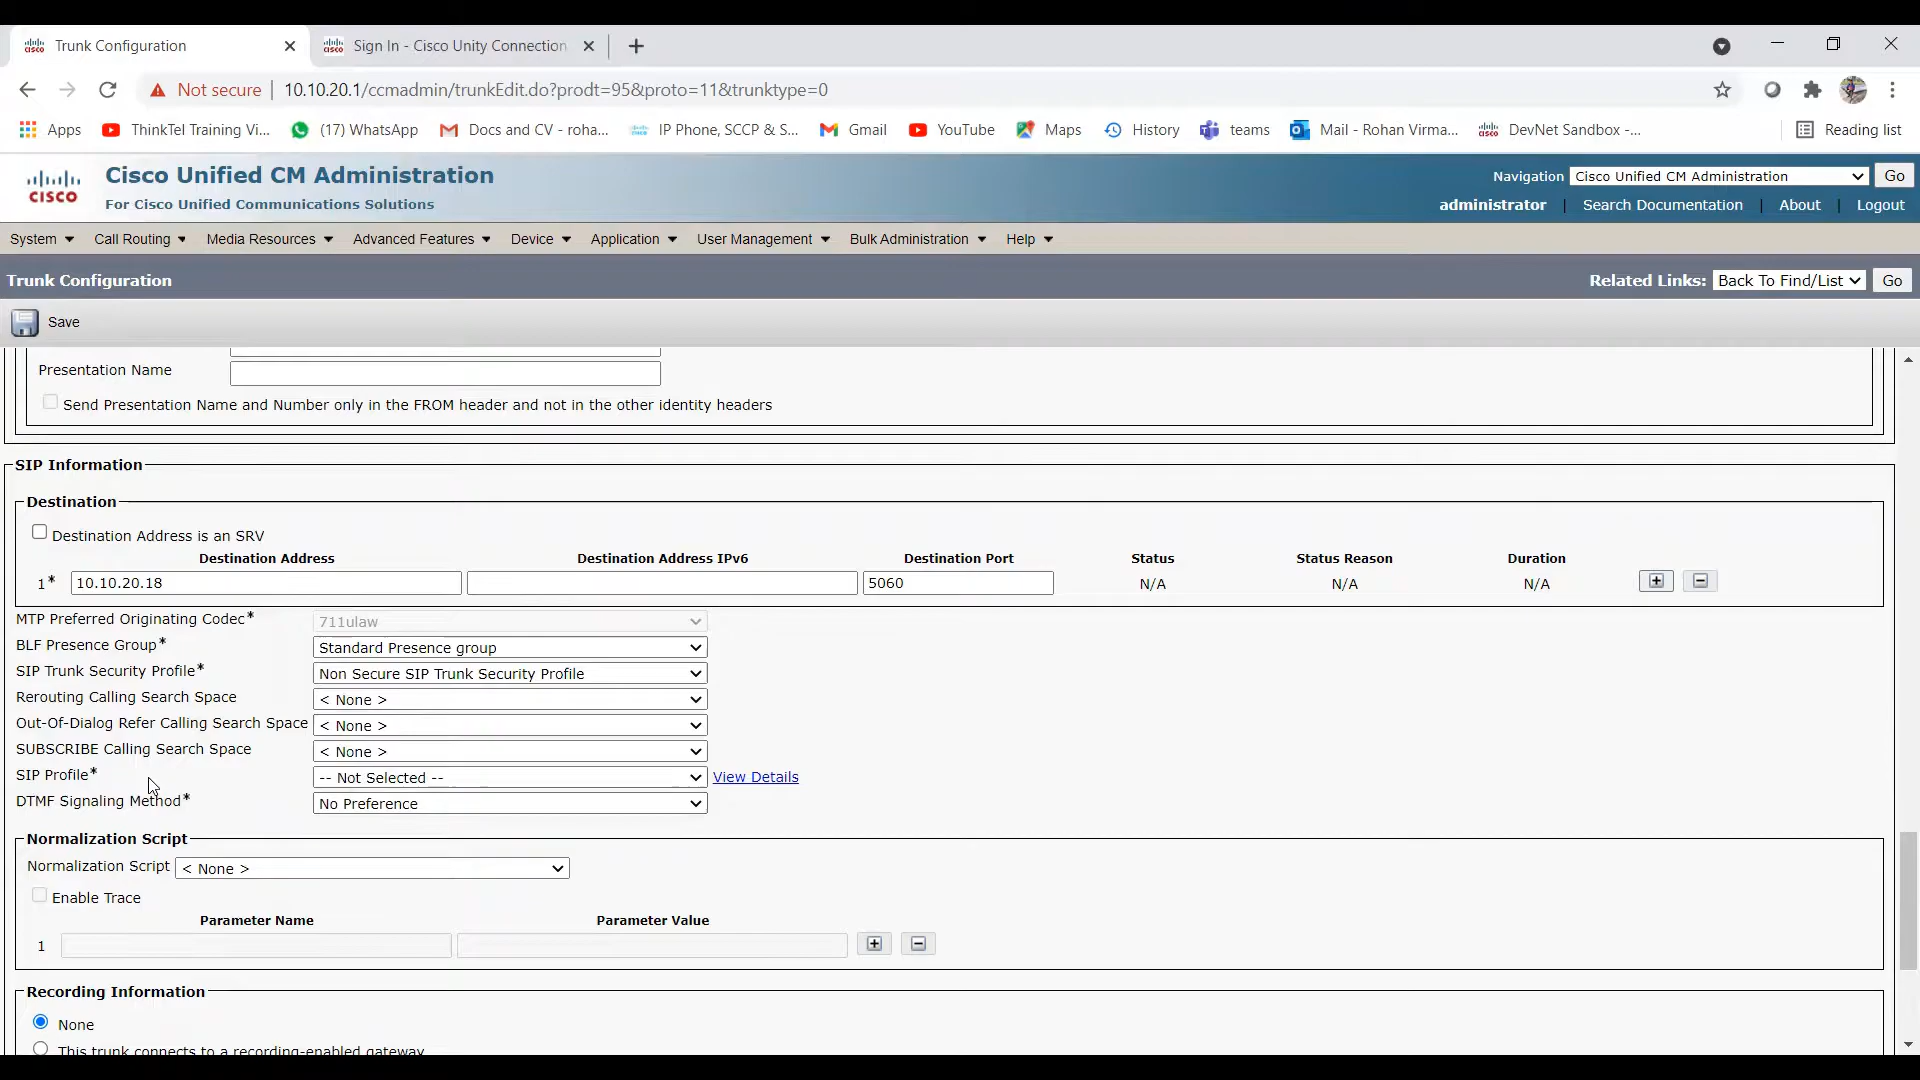 Trunk Configuration
Sign In - Cisco Unity Connection
Not secure | 10.10.20.1/ccmadmin/trunkEdit.do?prodt=95&proto=11&trunktype=0
Apps ThinkTel Training Vi... (17) WhatsApp Docs and CV - roha... IP Phone, SCCP & S... Gmail YouTube Maps History teams Mail - Rohan Virma... DevNet Sandbox -... Reading list
CISCO
Cisco Unified CM Administration
For Cisco Unified Communications Solutions
Navigation Cisco Unified CM Administration Go
administrator | Search Documentation | About | Logout
System Call Routing Media Resources Advanced Features Device Application User Management Bulk Administration Help
Trunk Configuration
Related Links: Back To Find/List Go
Save
Presentation Name
Send Presentation Name and Number only in the FROM header and not in the other identity headers
SIP Information
Destination
Destination Address is an SRV
Destination Address Destination Address IPv6 Destination Port Status Status Reason Duration
1* 10.10.20.18 5060 N/A N/A N/A
MTP Preferred Originating Codec* 711ulaw
BLF Presence Group* Standard Presence group
SIP Trunk Security Profile* Non Secure SIP Trunk Security Profile
Rerouting Calling Search Space < None >
Out-Of-Dialog Refer Calling Search Space < None >
SUBSCRIBE Calling Search Space < None >
SIP Profile* -- Not Selected -- View Details
DTMF Signaling Method* No Preference
Normalization Script
Normalization Script < None >
Enable Trace
Parameter Name Parameter Value
1
Recording Information
None
This trunk connects to a recording-enabled gateway